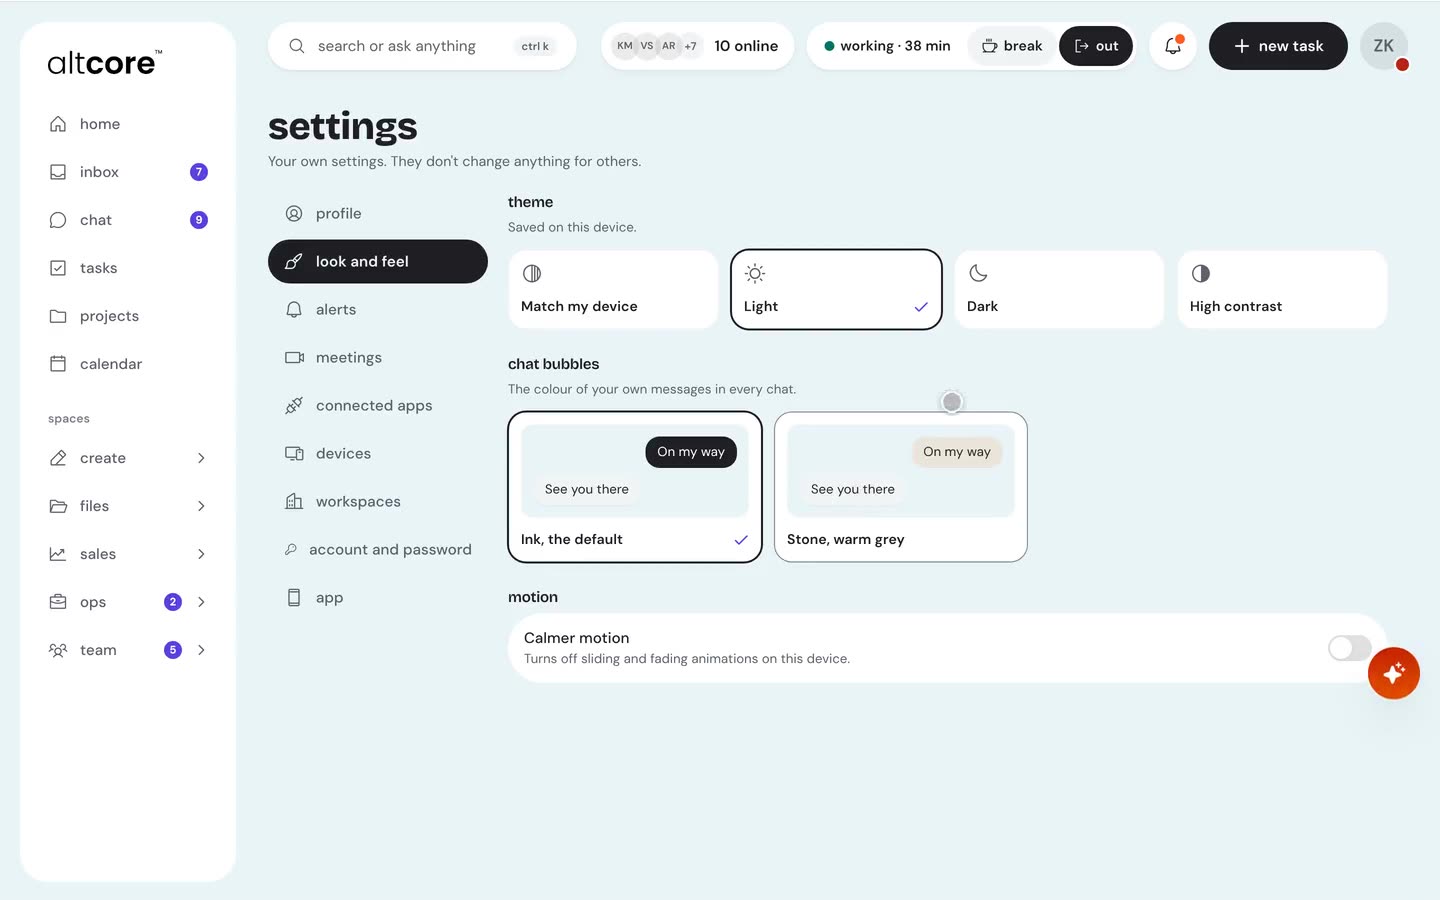 altcore™
search or ask anything
ctrl k
KM VS AR +7 10 online
working · 38 min
break
out
new task
ZK
home
inbox 7
chat 9
tasks
projects
calendar
spaces
create
files
sales
ops 2
team 5
settings
Your own settings. They don't change anything for others.
profile
look and feel
alerts
meetings
connected apps
devices
workspaces
account and password
app
theme
Saved on this device.
Match my device
Light
Dark
High contrast
chat bubbles
The colour of your own messages in every chat.
On my way
See you there
Ink, the default
On my way
See you there
Stone, warm grey
motion
Calmer motion
Turns off sliding and fading animations on this device.